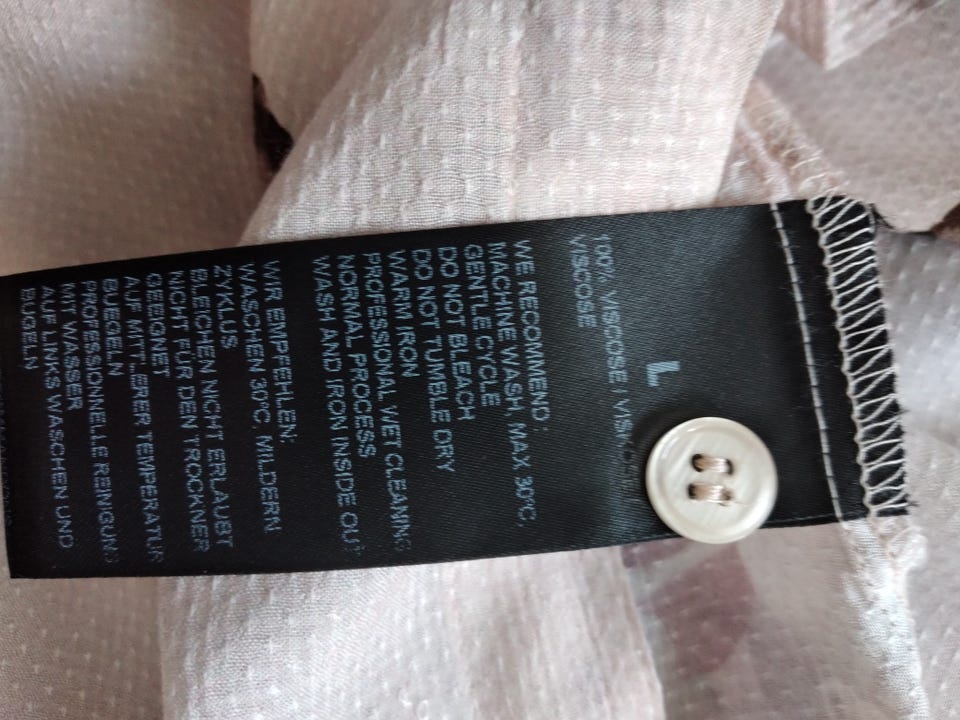 L
100% VISCOSE / VISKOSE /
VISCOSE
WE RECOMMEND:
MACHINE WASH, MAX 30°C,
GENTLE CYCLE
DO NOT BLEACH
DO NOT TUMBLE DRY
WARM IRON
PROFESSIONAL WET CLEANING
NORMAL PROCESS
WASH AND IRON INSIDE OUT
WIR EMPFEHLEN:
WASCHEN 30°C, MILDERN
ZYKLUS
BLEICHEN NICHT ERLAUBT
NICHT FÜR DEN TROCKNER
GEEIGNET
AUF MITTLERER TEMPERATUR
BUEGELN
PROFESSIONELLE REINIGUNG
MIT WASSER
AUF LINKS WASCHEN UND
BUGELN